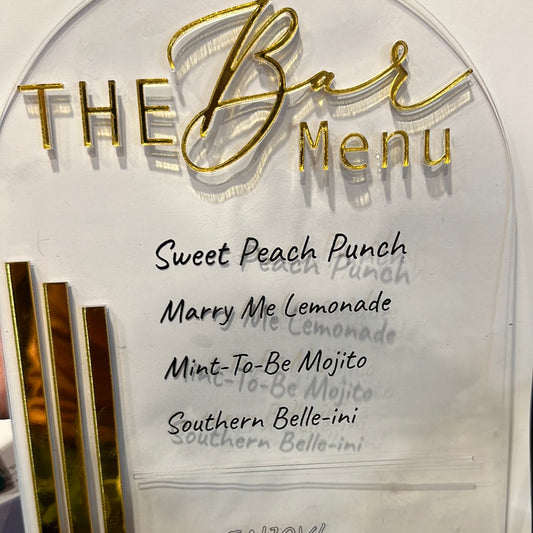 THE Bar
Menu
Sweet Peach Punch
Marry Me Lemonade
Mint-To-Be Mojito
Southern Belle-ini